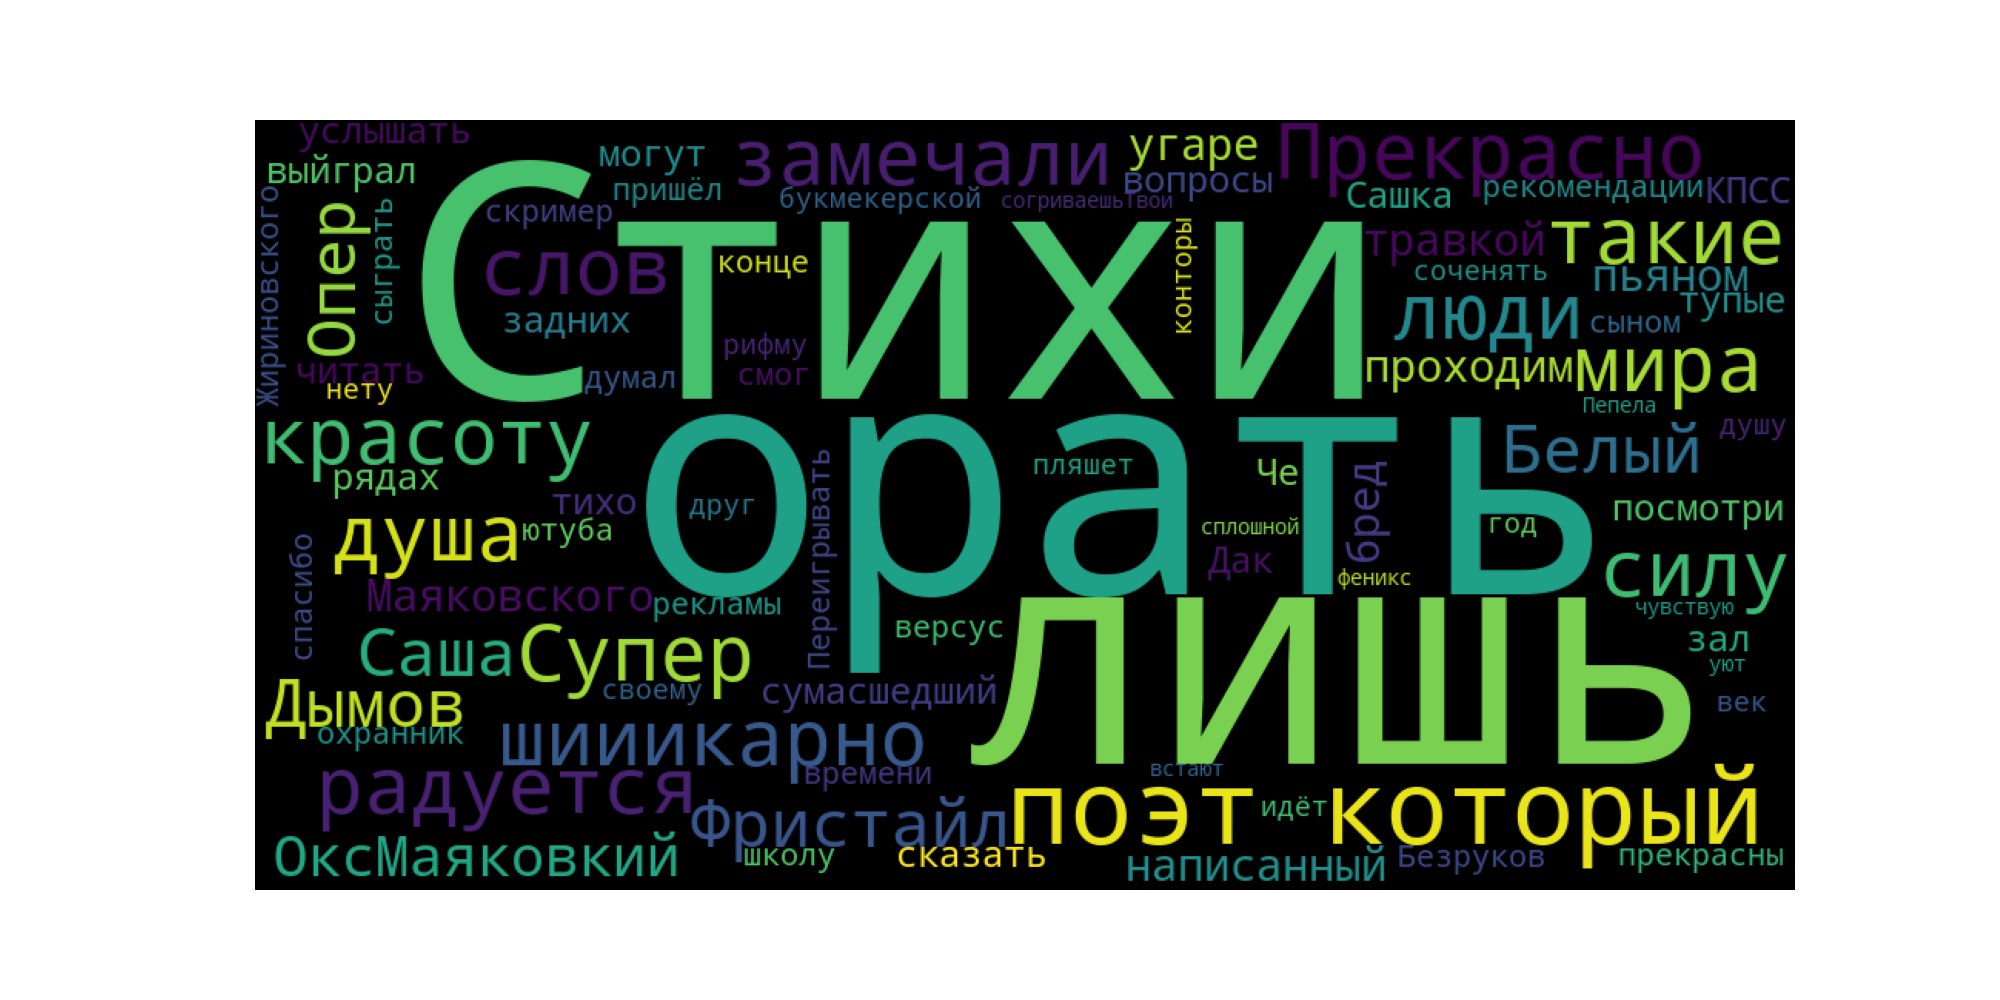 услышать
могут
замечали
угаре
Прекрасно
выйграл
пришёл
букмекерской
согриваешьтвои
вопросы
Сашка
рекомендации
КПСС
Жириновского
Опер
сыграть
скример
Стихи
слов
конце
конторы
травкой
такие
соченять
пьяном
тупые
задних
люди
сыном
рифму
читать
нету
думал
смог
проходим
мира
Пепела
красоту
орать
душу
Белый
рядах
пляшет
Че
бред
тихо
друг
Переигрывать
год
посмотри
душа
ютуба
сплошной
спасибо
Дак
феникс
силу
Маяковского
рекламы
лишь
чувствую
версус
зал
Саша
Супер
уют
своему
сумасшедший
век
Дымов
охранник
шииикарно
времени
встают
радуется
Фристайл
поэт
идёт
который
ОксМаяковкий
школу
сказать
написанный
Безруков
прекрасны